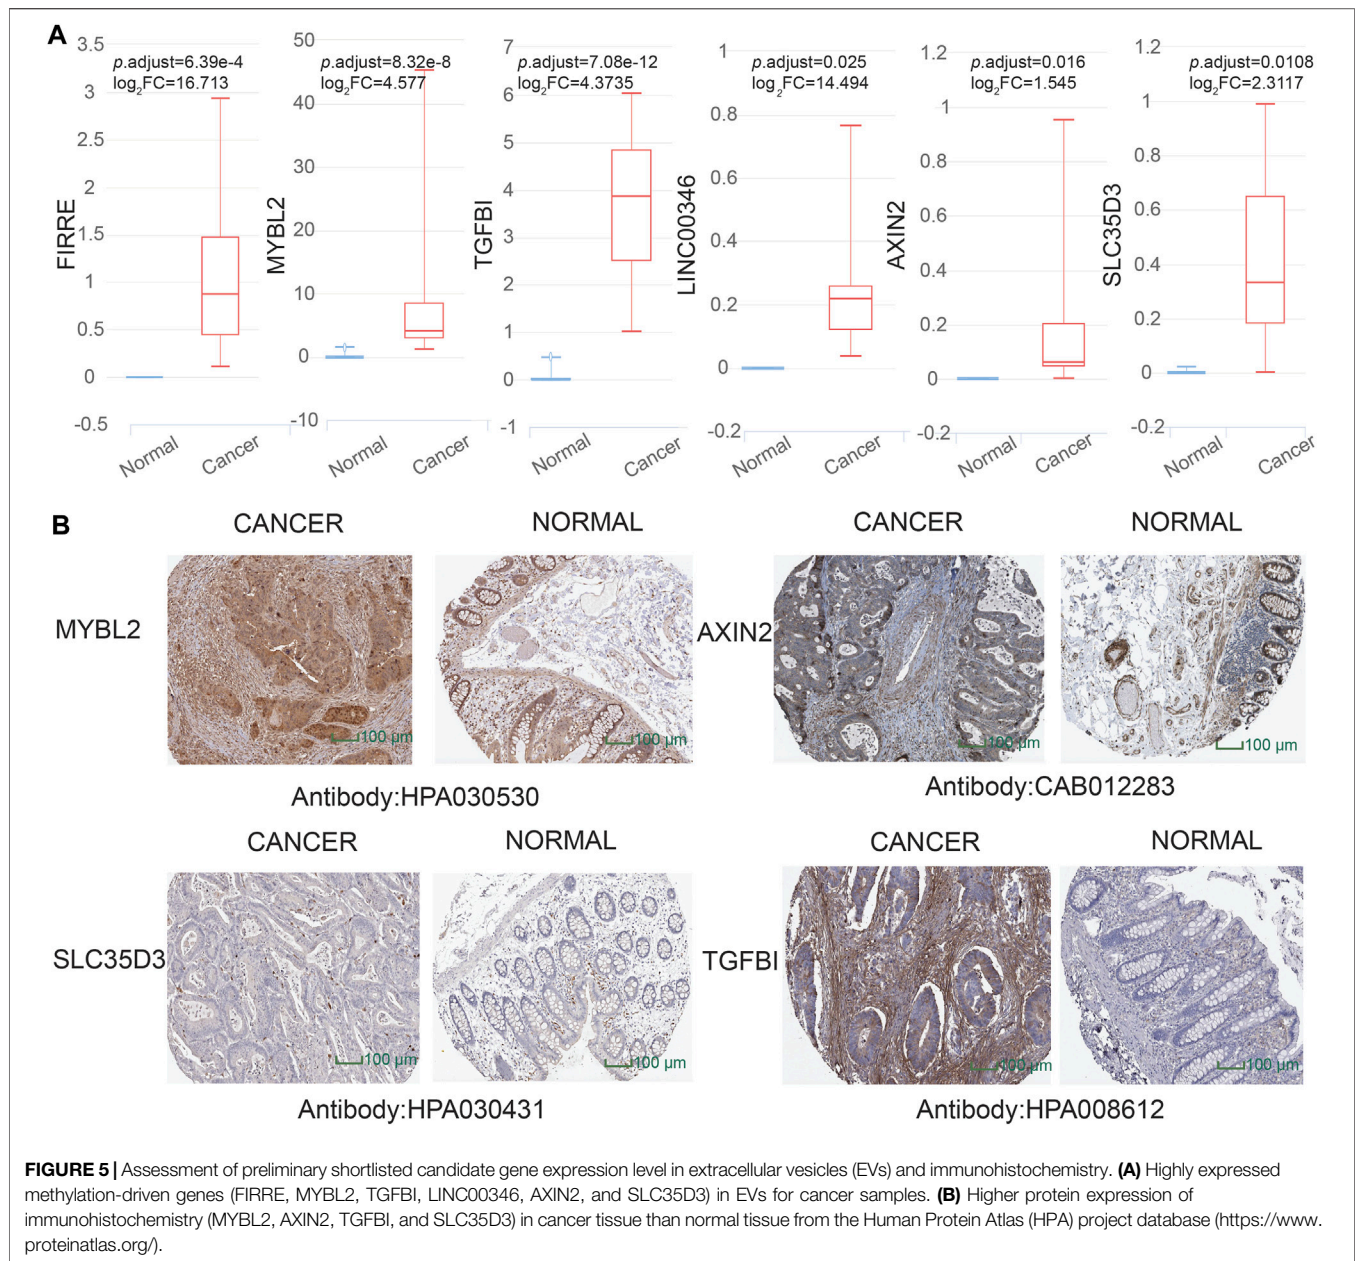 A
p.adjust=6.39e-4
log2FC=16.713
FIRRE
3.5
3
2.5
2
1.5
1
0.5
0
-0.5
Normal
Cancer
p.adjust=8.32e-8
log2FC=4.577
MYBL2
50
40
30
20
10
0
-10
Normal
Cancer
p.adjust=7.08e-12
log2FC=4.3735
TGFBI
7
6
5
4
3
2
1
0
-1
Normal
Cancer
p.adjust=0.025
log2FC=14.494
LINC00346
1
0.8
0.6
0.4
0.2
0
-0.2
Normal
Cancer
p.adjust=0.016
log2FC=1.545
AXIN2
1.2
1
0.8
0.6
0.4
0.2
0
-0.2
Normal
Cancer
p.adjust=0.0108
log2FC=2.3117
SLC35D3
1.2
1
0.8
0.6
0.4
0.2
0
-0.2
Normal
Cancer
B
CANCER
NORMAL
MYBL2
100 µm
100 µm
Antibody:HPA030530
CANCER
NORMAL
AXIN2
100 µm
100 µm
Antibody:CAB012283
CANCER
NORMAL
SLC35D3
100 µm
100 µm
Antibody:HPA030431
CANCER
NORMAL
TGFBI
100 µm
100 µm
Antibody:HPA008612
FIGURE 5 | Assessment of preliminary shortlisted candidate gene expression level in extracellular vesicles (EVs) and immunohistochemistry. (A) Highly expressed
methylation-driven genes (FIRRE, MYBL2, TGFBI, LINC00346, AXIN2, and SLC35D3) in EVs for cancer samples. (B) Higher protein expression of
immunohistochemistry (MYBL2, AXIN2, TGFBI, and SLC35D3) in cancer tissue than normal tissue from the Human Protein Atlas (HPA) project database (https://www.
proteinatlas.org/).